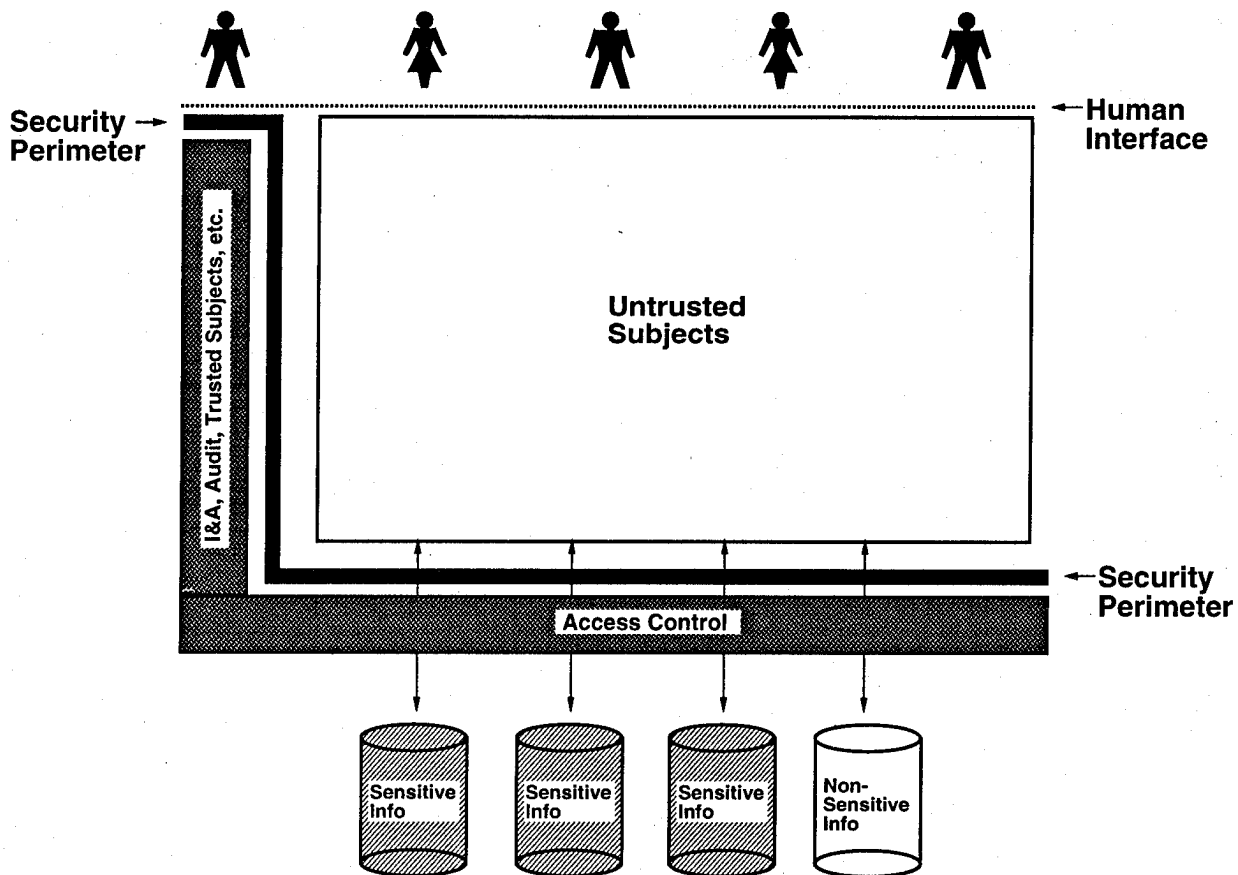 Security
Perimeter
Human
Interface
I&A, Audit, Trusted Subjects, etc.
Untrusted
Subjects
Security
Perimeter
Access Control
Sensitive
Info
Sensitive
Info
Sensitive
Info
Non-
Sensitive
Info